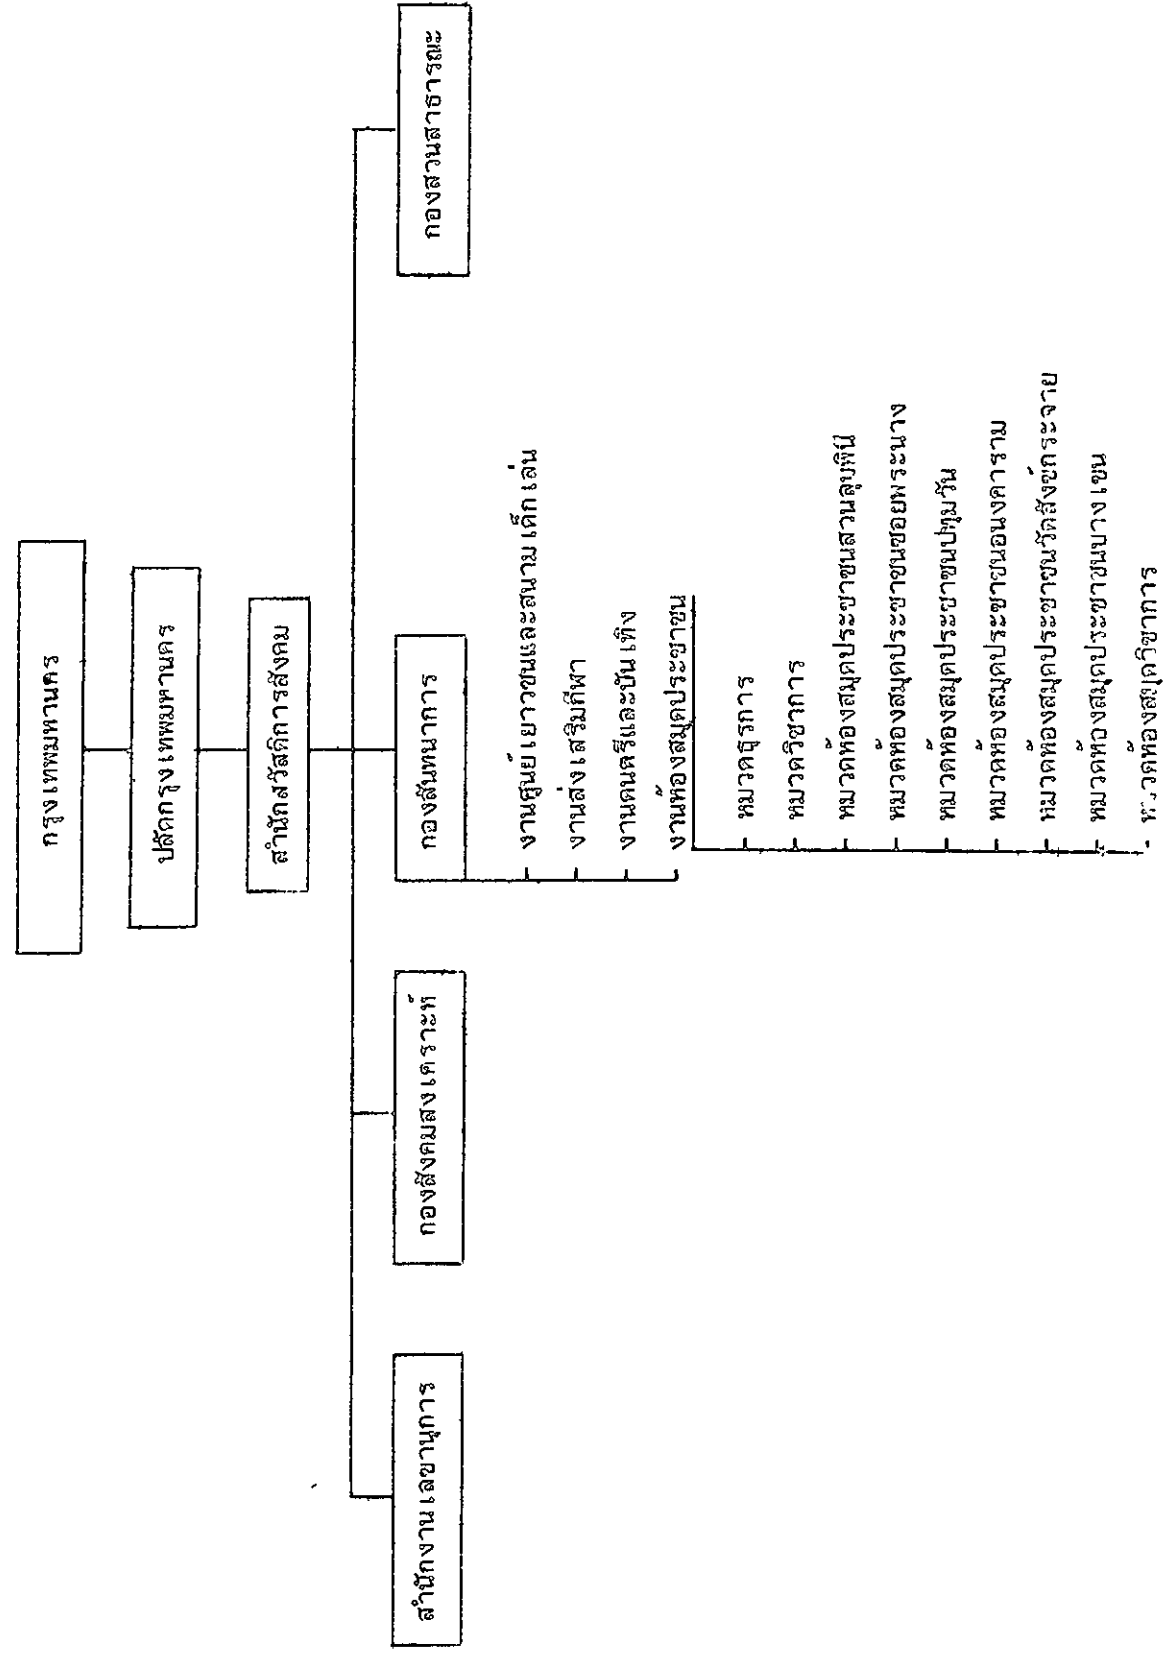 กรุงเทพมหานคร
ปลัดกรุงเทพมหานคร
สำนักสวัสดิการสังคม
สำนักงานเลขานุการ
กองสังคมสงเคราะห์
กองสันทนาการ
กองสวนสาธารณะ
งานศูนย์เยาวชนและสนามเด็กเล่น
งานส่งเสริมกีฬา
งานดนตรีและบันเทิง
งานห้องสมุดประชาชน
หมวดธุรการ
หมวดวิชาการ
หมวดห้องสมุดประชาชนสวนลุมพินี
หมวดห้องสมุดประชาชนซอยพระนาง
หมวดห้องสมุดประชาชนปทุมวัน
หมวดห้องสมุดประชาชนอนงคาราม
หมวดห้องสมุดประชาชนวัดสังข์กระจาย
หมวดห้องสมุดประชาชนบางเขน
หมวดห้องสมุดวิชาการ